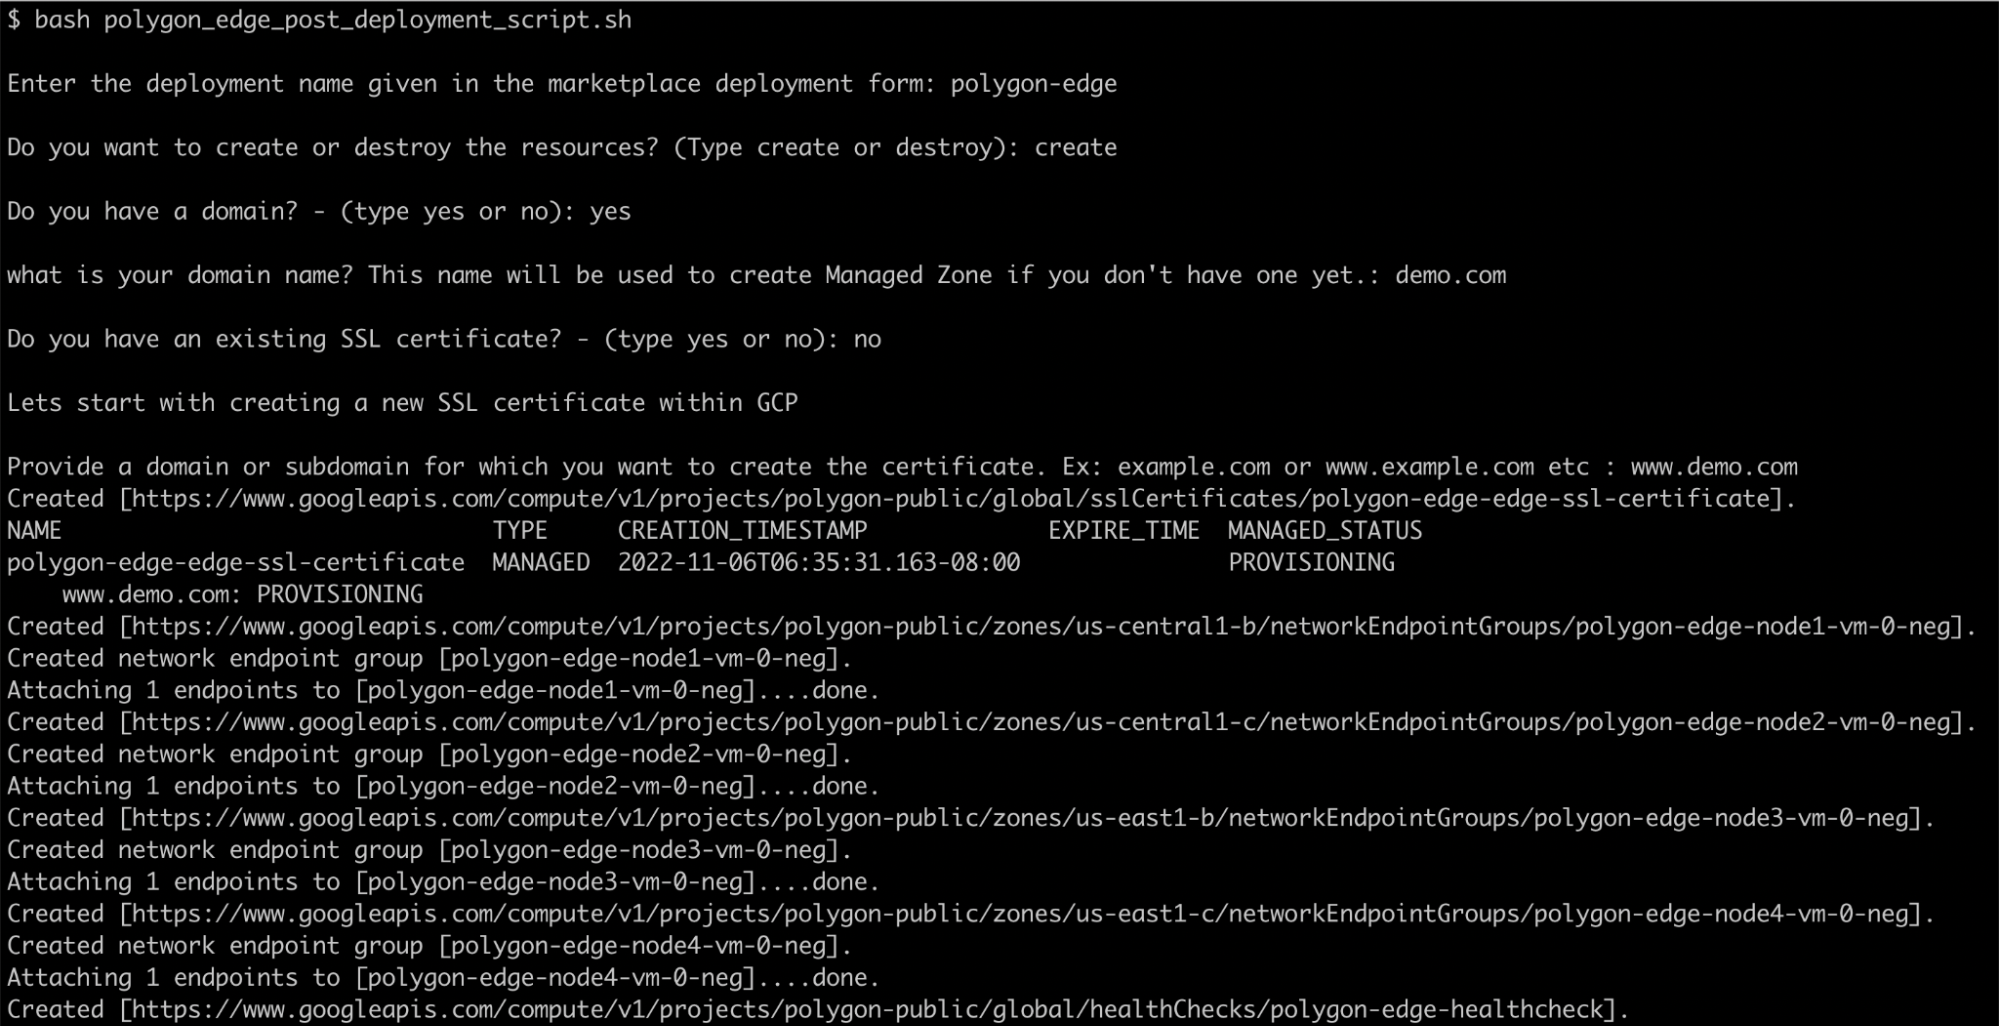 $ bash polygon_edge_post_deployment_script.sh
Enter the deployment name given in the marketplace deployment form: polygon-edge
Do you want to create or destroy the resources? (Type create or destroy): create
Do you have a domain? - (type yes or no): yes
what is your domain name? This name will be used to create Managed Zone if you don't have one yet.: demo.com
Do you have an existing SSL certificate? - (type yes or no): no
Lets start with creating a new SSL certificate within GCP
Provide a domain or subdomain for which you want to create the certificate. Ex: example.com or www.example.com etc : www.demo.com
Created [https://www.googleapis.com/compute/v1/projects/polygon-public/global/sslCertificates/polygon-edge-edge-ssl-certificate].
NAME                               TYPE     CREATION_TIMESTAMP             EXPIRE_TIME  MANAGED_STATUS
polygon-edge-edge-ssl-certificate  MANAGED  2022-11-06T06:35:31.163-08:00               PROVISIONING
    www.demo.com: PROVISIONING
Created [https://www.googleapis.com/compute/v1/projects/polygon-public/zones/us-central1-b/networkEndpointGroups/polygon-edge-node1-vm-0-neg].
Created network endpoint group [polygon-edge-node1-vm-0-neg].
Attaching 1 endpoints to [polygon-edge-node1-vm-0-neg]....done.
Created [https://www.googleapis.com/compute/v1/projects/polygon-public/zones/us-central1-c/networkEndpointGroups/polygon-edge-node2-vm-0-neg].
Created network endpoint group [polygon-edge-node2-vm-0-neg].
Attaching 1 endpoints to [polygon-edge-node2-vm-0-neg]....done.
Created [https://www.googleapis.com/compute/v1/projects/polygon-public/zones/us-east1-b/networkEndpointGroups/polygon-edge-node3-vm-0-neg].
Created network endpoint group [polygon-edge-node3-vm-0-neg].
Attaching 1 endpoints to [polygon-edge-node3-vm-0-neg]....done.
Created [https://www.googleapis.com/compute/v1/projects/polygon-public/zones/us-east1-c/networkEndpointGroups/polygon-edge-node4-vm-0-neg].
Created network endpoint group [polygon-edge-node4-vm-0-neg].
Attaching 1 endpoints to [polygon-edge-node4-vm-0-neg]....done.
Created [https://www.googleapis.com/compute/v1/projects/polygon-public/global/healthChecks/polygon-edge-healthcheck].